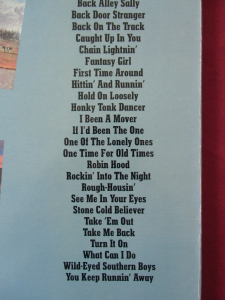 Back Alley Sally
Back Door Stranger
Back On The Track
Caught Up In You
Chain Lightnin'
Fantasy Girl
First Time Around
Hittin' And Runnin'
Hold On Loosely
Honky Tonk Dancer
I Been A Mover
If I'd Been The One
One Of The Lonely Ones
One Time For Old Times
Robin Hood
Rockin' Into The Night
Rough-Housin'
See Me In Your Eyes
Stone Cold Believer
Take 'Em Out
Take Me Back
Turn It On
What Can I Do
Wild-Eyed Southern Boys
You Keep Runnin' Away